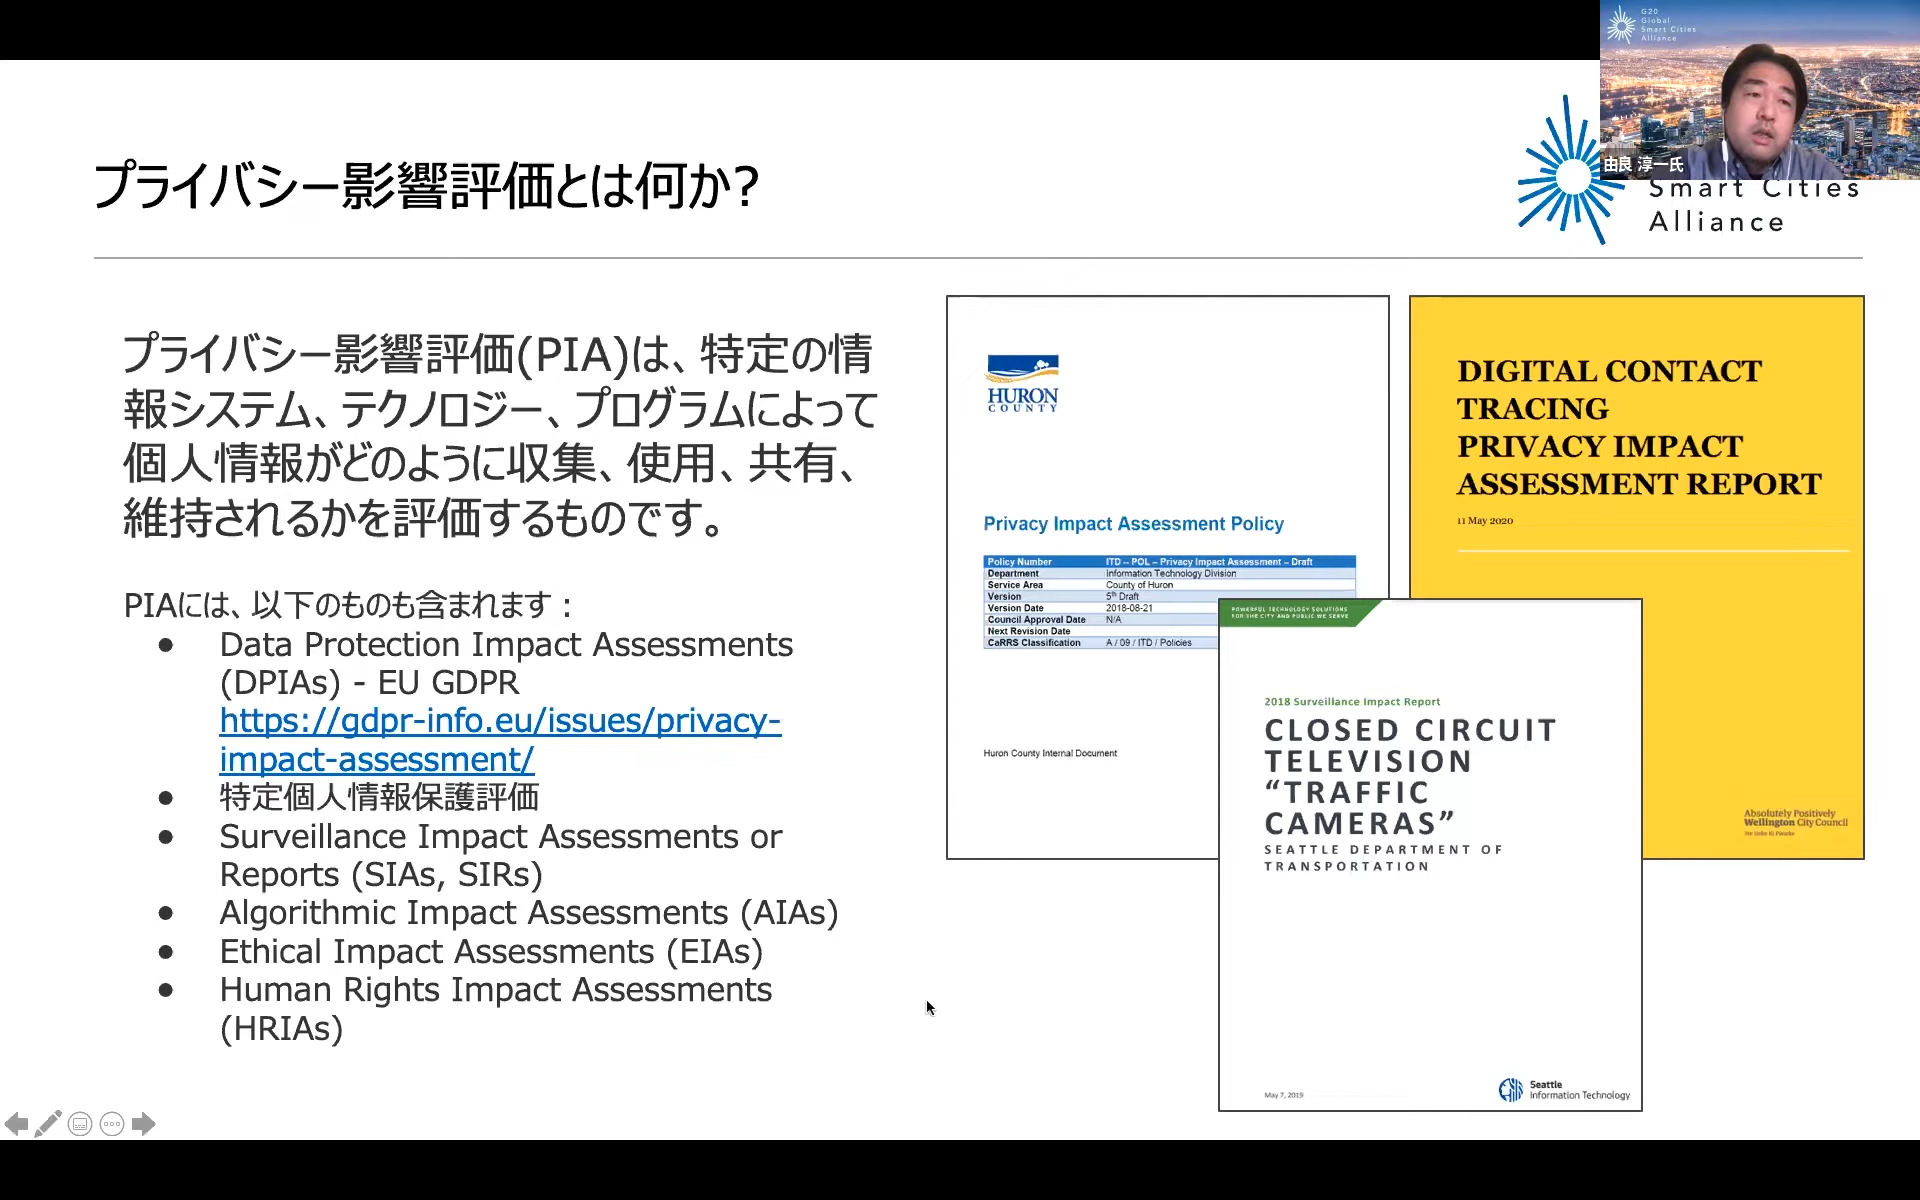 G20
Global
Smart Cities
Alliance
由良 淳一氏
プライバシー影響評価とは何か?
Smart Cities
Alliance
プライバシー影響評価(PIA)は、特定の情
報システム、テクノロジー、プログラムによって
個人情報がどのように収集、使用、共有、
維持されるかを評価するものです。
PIAには、以下のものも含まれます：
● Data Protection Impact Assessments
(DPIAs) - EU GDPR
https://gdpr-info.eu/issues/privacy-
impact-assessment/
● 特定個人情報保護評価
● Surveillance Impact Assessments or
Reports (SIAs, SIRs)
● Algorithmic Impact Assessments (AIAs)
● Ethical Impact Assessments (EIAs)
● Human Rights Impact Assessments
(HRIAs)
HURON
COUNTY
Privacy Impact Assessment Policy
Policy Number ITD – POL – Privacy Impact Assessment – Draft
Department Information Technology Division
Service Area County of Huron
Version 5th Draft
Version Date 2018-08-21
Council Approval Date N/A
Next Revision Date
CaRRS Classification A / 09 / ITD / Policies
Huron County Internal Document
DIGITAL CONTACT
TRACING
PRIVACY IMPACT
ASSESSMENT REPORT
11 May 2020
Absolutely Positively
Wellington City Council
Me Heke Ki Pōneke
POWERFUL TECHNOLOGY SOLUTIONS
FOR THE CITY AND PUBLIC WE SERVE
2018 Surveillance Impact Report
CLOSED CIRCUIT
TELEVISION
“TRAFFIC
CAMERAS”
SEATTLE DEPARTMENT OF
TRANSPORTATION
May 7, 2019
Seattle
Information Technology